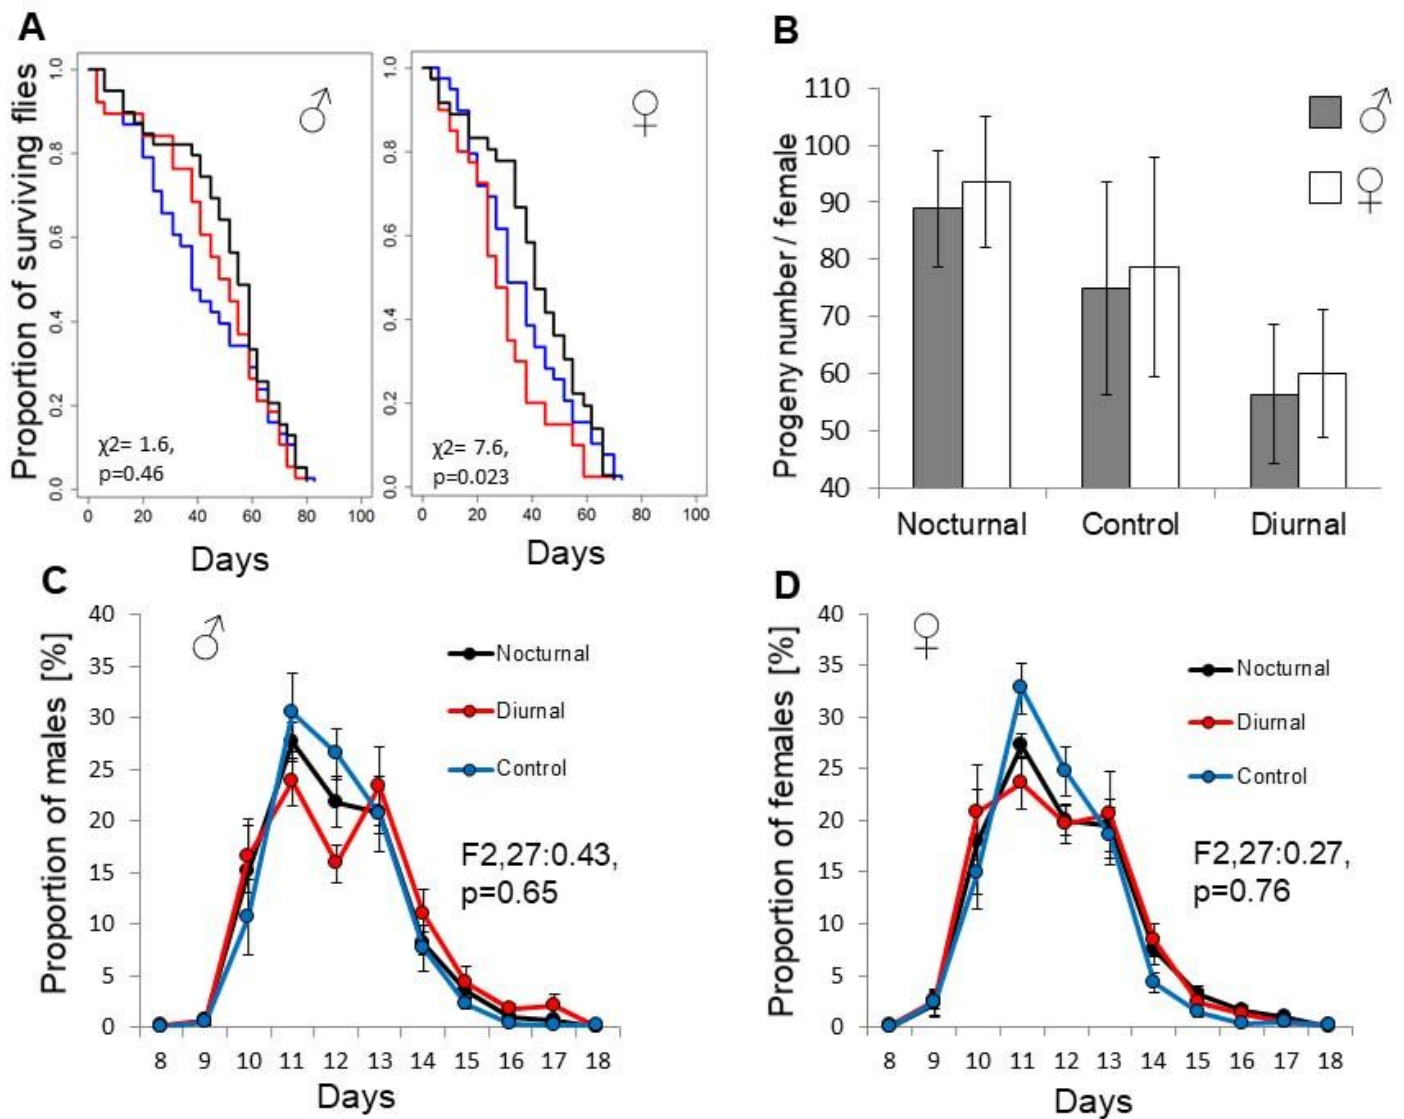 A
Proportion of surviving flies
1.0
0.8
0.6
0.4
0.2
0.0
♂
χ2= 1.6,
p=0.46
0 20 40 60 80 100
Days
1.0
0.8
0.6
0.4
0.2
0.0
♀
χ2= 7.6,
p=0.023
0 20 40 60 80 100
Days
B
Progeny number / female
110
100
90
80
70
60
50
40
♂
♀
Nocturnal Control Diurnal
C
Proportion of males [%]
40
35
30
25
20
15
10
5
0
♂
Nocturnal
Diurnal
Control
F2,27:0.43,
p=0.65
8 9 10 11 12 13 14 15 16 17 18
Days
D
Proportion of females [%]
40
35
30
25
20
15
10
5
0
♀
Nocturnal
Diurnal
Control
F2,27:0.27,
p=0.76
8 9 10 11 12 13 14 15 16 17 18
Days